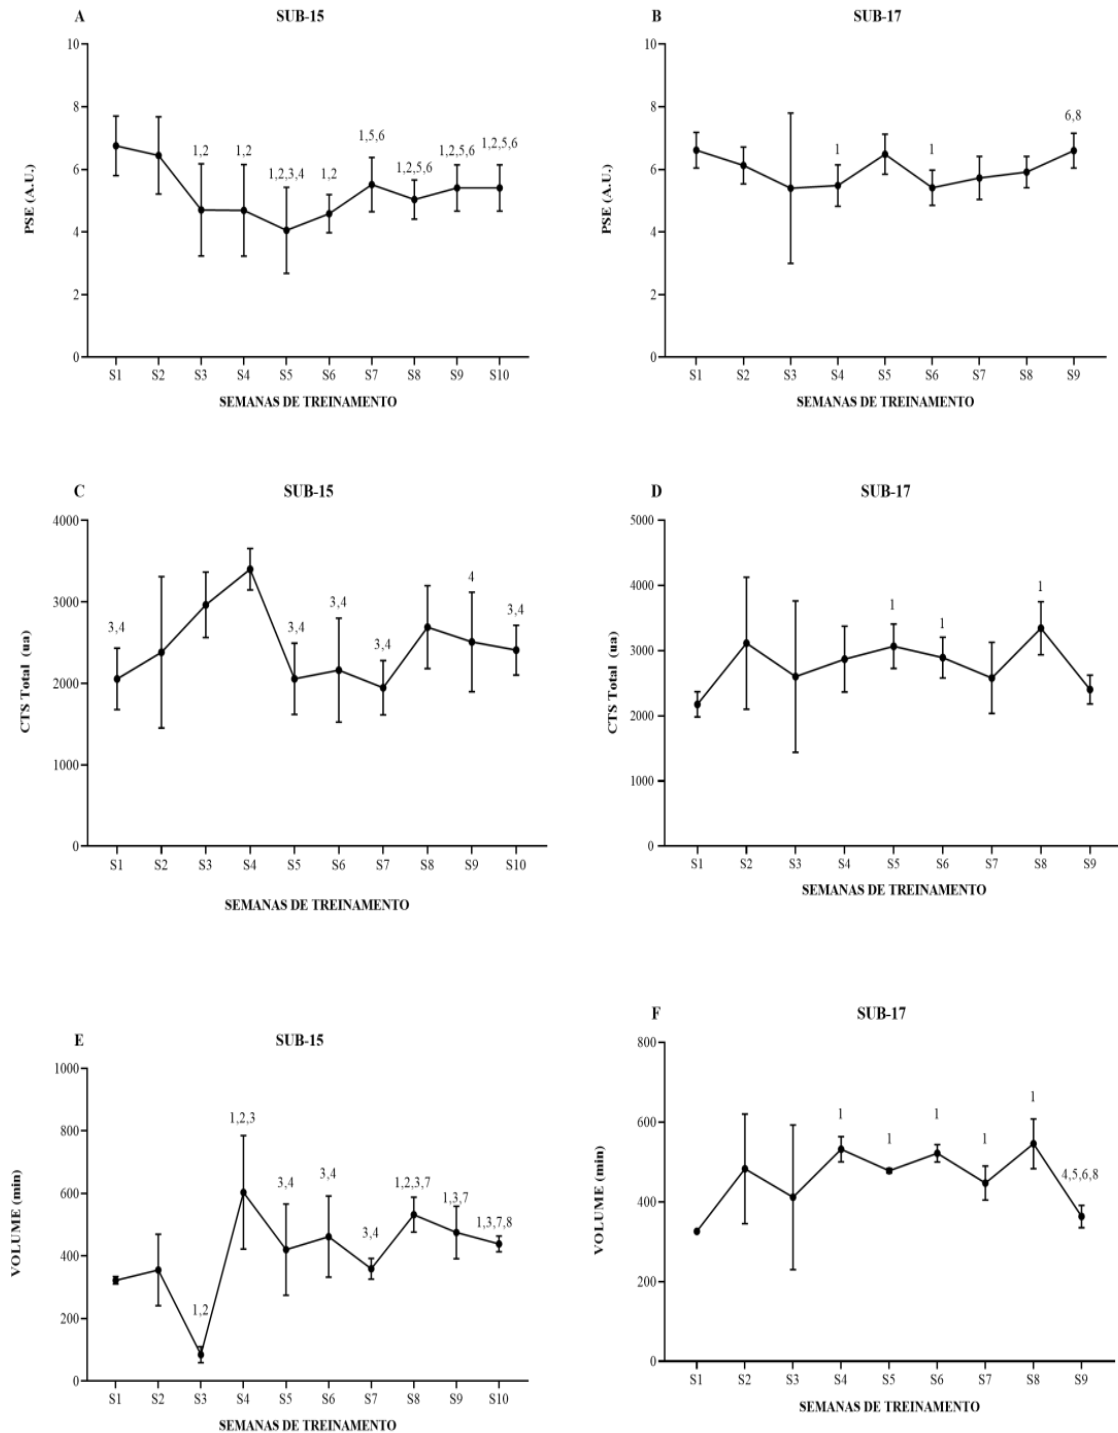 A SUB-15
10
8
6
4
2
0
PSE (A.U.)
1,2 1,2 1,2,3,4 1,2 1,5,6 1,2,5,6 1,2,5,6 1,2,5,6
S1 S2 S3 S4 S5 S6 S7 S8 S9 S10
SEMANAS DE TREINAMENTO
B SUB-17
10
8
6
4
2
0
PSE (A.U.)
1 1 6,8
S1 S2 S3 S4 S5 S6 S7 S8 S9
SEMANAS DE TREINAMENTO
C SUB-15
4000
3000
2000
1000
0
CTS Total (ua)
3,4 3,4 3,4 3,4 4 3,4
S1 S2 S3 S4 S5 S6 S7 S8 S9 S10
SEMANAS DE TREINAMENTO
D SUB-17
5000
4000
3000
2000
1000
0
CTS Total (ua)
1 1 1
S1 S2 S3 S4 S5 S6 S7 S8 S9
SEMANAS DE TREINAMENTO
E SUB-15
1000
800
600
400
200
0
VOLUME (min)
1,2 1,2,3 3,4 3,4 3,4 1,2,3,7 1,3,7 1,3,7,8
S1 S2 S3 S4 S5 S6 S7 S8 S9 S10
SEMANAS DE TREINAMENTO
F SUB-17
800
600
400
200
0
VOLUME (min)
1 1 1 1 1 4,5,6,8
S1 S2 S3 S4 S5 S6 S7 S8 S9
SEMANAS DE TREINAMENTO